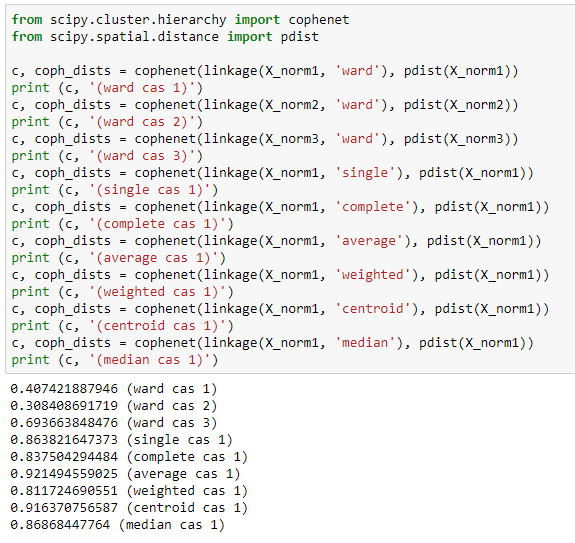 from scipy.cluster.hierarchy import cophenet
from scipy.spatial.distance import pdist
c, coph_dists = cophenet(linkage(X_norm1, 'ward'), pdist(X_norm1))
print (c, '(ward cas 1)')
c, coph_dists = cophenet(linkage(X_norm2, 'ward'), pdist(X_norm2))
print (c, '(ward cas 2)')
c, coph_dists = cophenet(linkage(X_norm3, 'ward'), pdist(X_norm3))
print (c, '(ward cas 3)')
c, coph_dists = cophenet(linkage(X_norm1, 'single'), pdist(X_norm1))
print (c, '(single cas 1)')
c, coph_dists = cophenet(linkage(X_norm1, 'complete'), pdist(X_norm1))
print (c, '(complete cas 1)')
c, coph_dists = cophenet(linkage(X_norm1, 'average'), pdist(X_norm1))
print (c, '(average cas 1)')
c, coph_dists = cophenet(linkage(X_norm1, 'weighted'), pdist(X_norm1))
print (c, '(weighted cas 1)')
c, coph_dists = cophenet(linkage(X_norm1, 'centroid'), pdist(X_norm1))
print (c, '(centroid cas 1)')
c, coph_dists = cophenet(linkage(X_norm1, 'median'), pdist(X_norm1))
print (c, '(median cas 1)')
0.407421887946 (ward cas 1)
0.308408691719 (ward cas 2)
0.693663848476 (ward cas 3)
0.863821647373 (single cas 1)
0.837504294484 (complete cas 1)
0.921494559025 (average cas 1)
0.811724690551 (weighted cas 1)
0.916370756587 (centroid cas 1)
0.86868447764 (median cas 1)